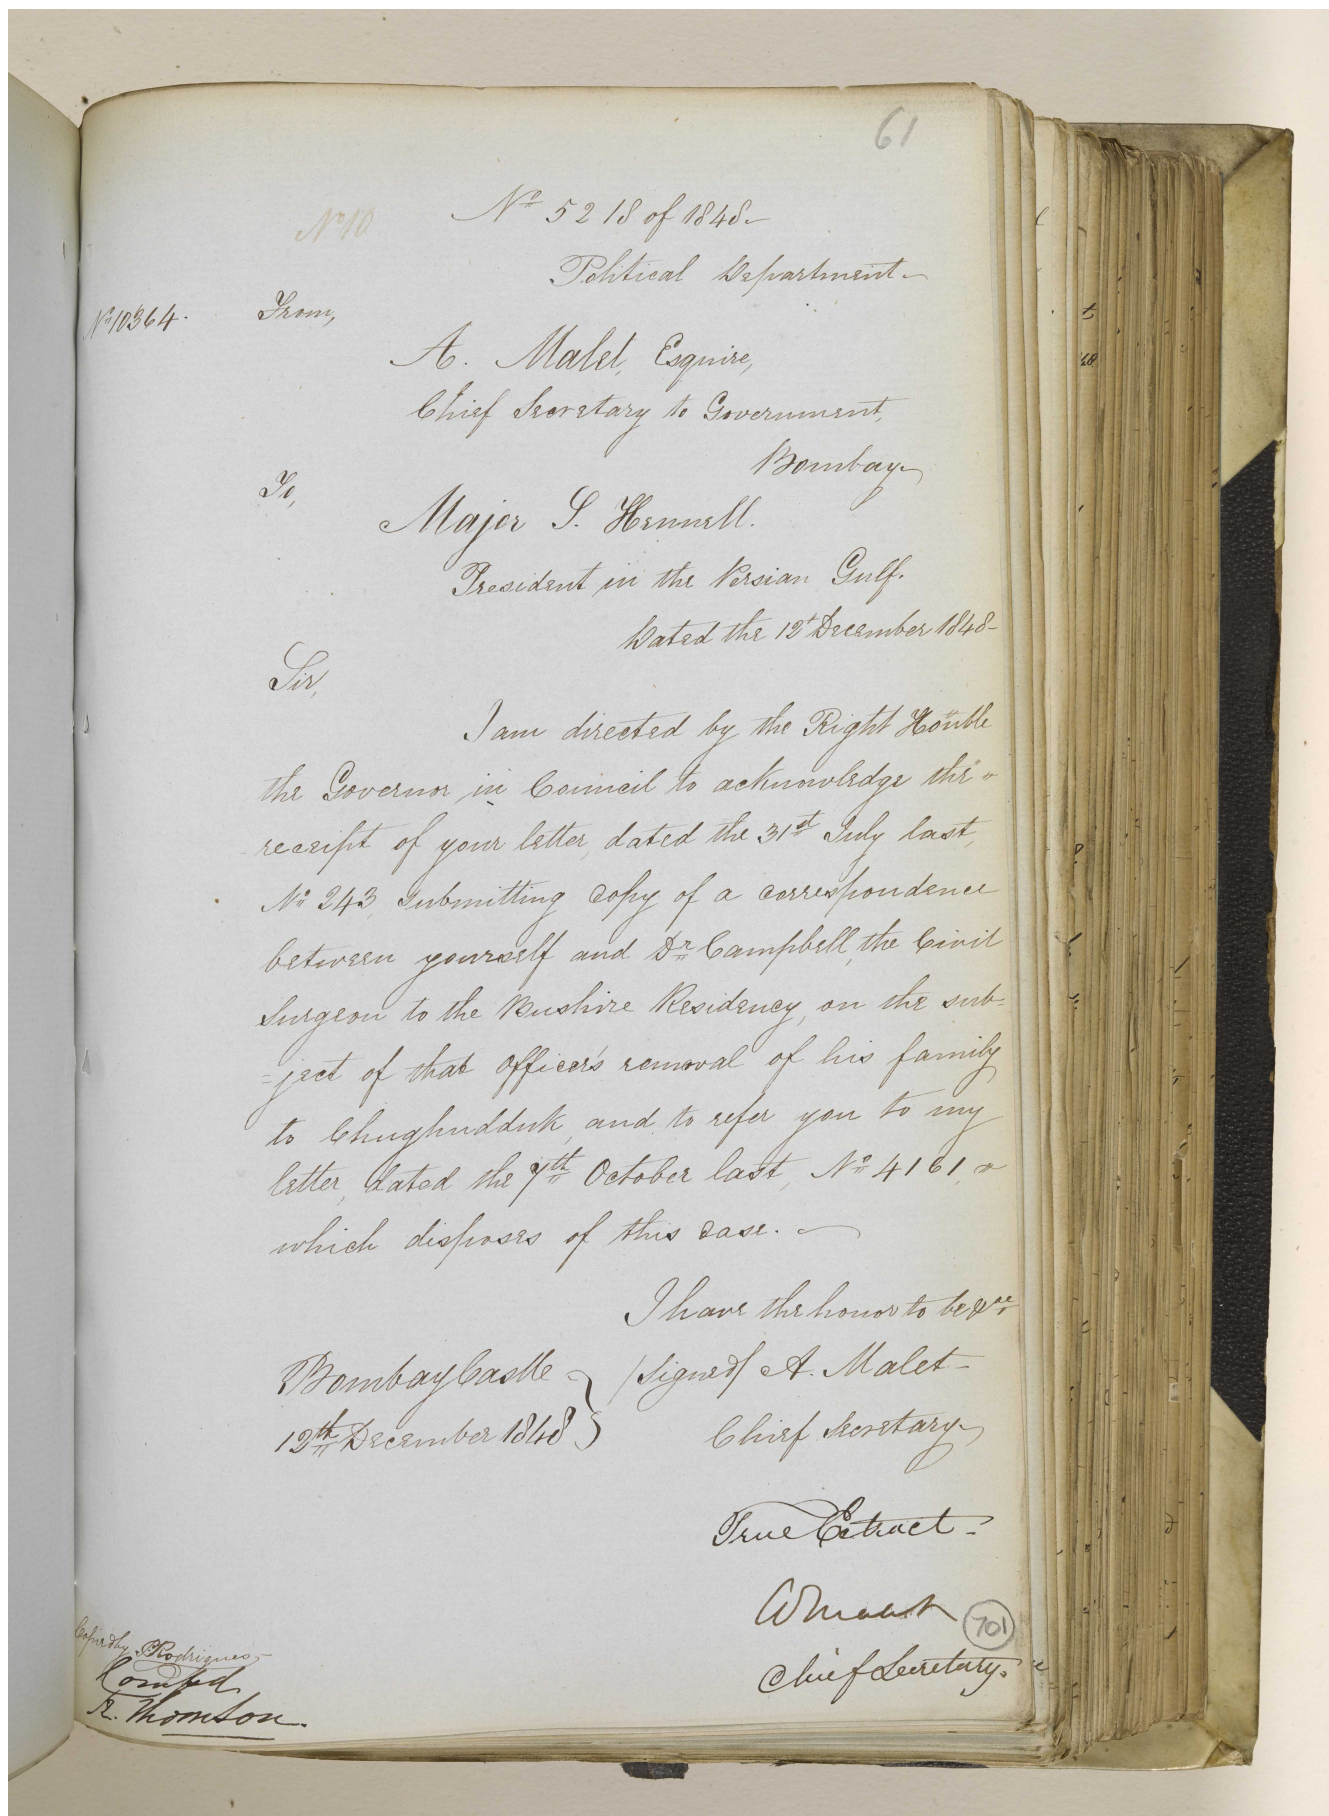 61
No 10
No 5218 of 1848
Political Department
No 10364.
From,
A. Malet, Esquire,
Chief Secretary to Government,
Bombay
To,
Major S. Hennell.
President in the Persian Gulf.
Dated the 12th December 1848
Sir,
I am directed by the Right Honble
the Governor in Council to acknowledge the
receipt of your letter, dated the 31st July last,
No 243, submitting copy of a correspondence
between yourself and Dr Campbell, the Civil
Surgeon to the Bushire Residency, on the sub-
=ject of that officer's removal of his family
to Chughudduk, and to refer you to my
letter, dated the 7th October last, No 4161,
which disposes of this case.
I have the honor to be &ca
Bombay Castle } /Signed/ A. Malet
12th December 1848 } Chief Secretary
True Extract
701
Chief Secretary.
Copied by Rodrigues
Comp.d
R. Thomson.